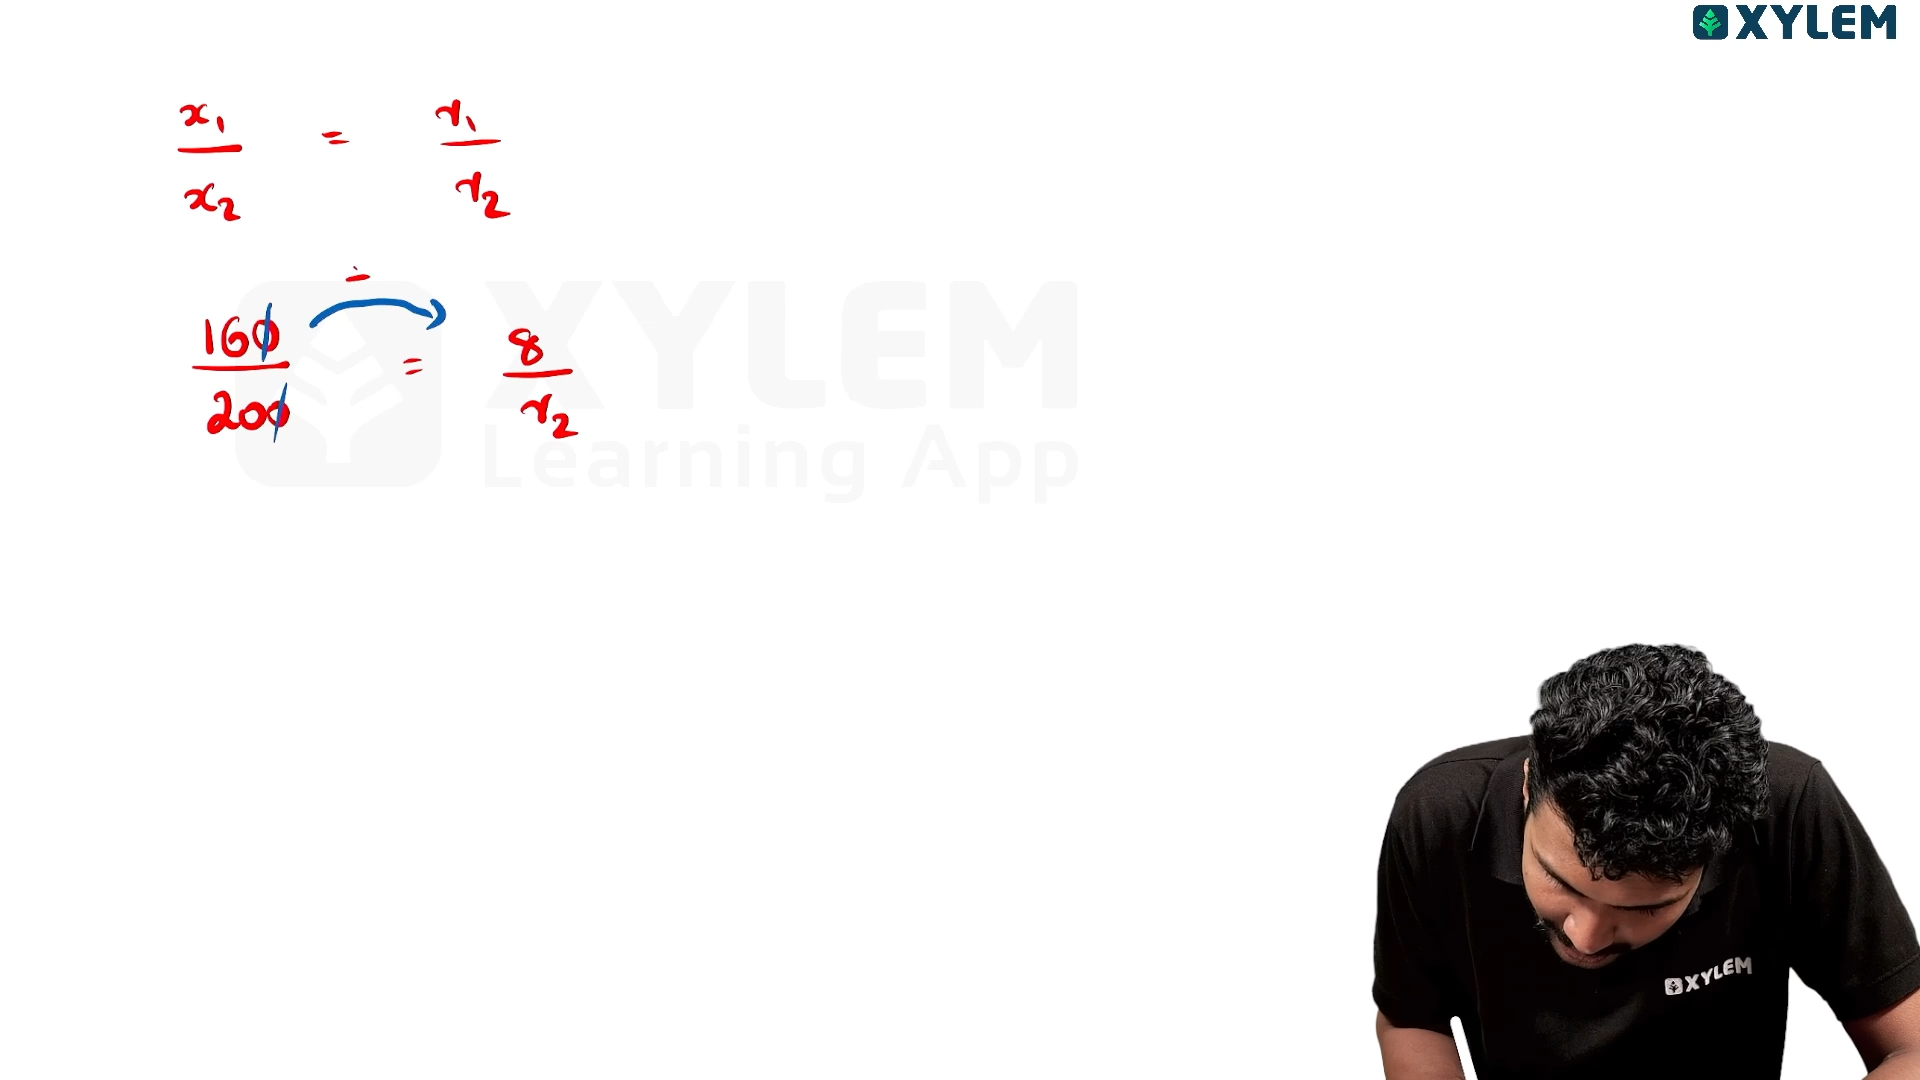 XYLEM
x₁/x₂ = r₁/r₂
160/200 = 8/r₂
XYLEM
Learning App
XYLEM